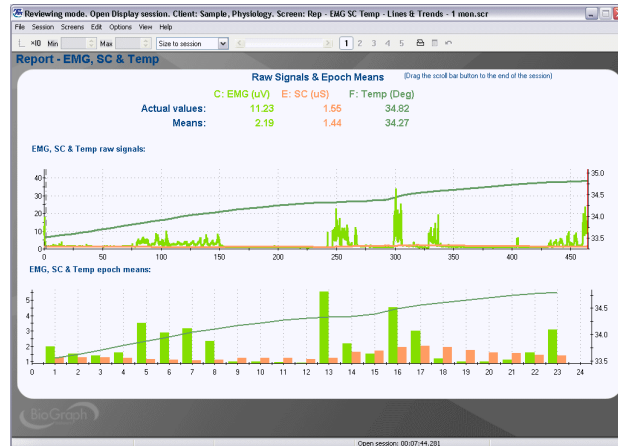 Reviewing mode. Open Display session. Client: Sample, Physiology. Screen: Rep - EMG SC Temp - Lines & Trends - 1 mon.scr
File Session Screens Edit Options View Help
×10 Min Max Size to session 1 2 3 4 5
Report - EMG, SC & Temp
Raw Signals & Epoch Means (Drag the scroll bar button to the end of the session)
C: EMG (uV) E: SC (uS) F: Temp (Deg)
Actual values: 11.23 1.55 34.82
Means: 2.19 1.44 34.27
EMG, SC & Temp raw signals:
40 35.0
30 34.5
20 34.0
10 33.5
0
0 50 100 150 200 250 300 350 400 450
EMG, SC & Temp epoch means:
5 34.5
4
3 34.0
2
1 33.5
0 1 2 3 4 5 6 7 8 9 10 11 12 13 14 15 16 17 18 19 20 21 22 23 24
BioGraph
Open session: 00:07:44.281